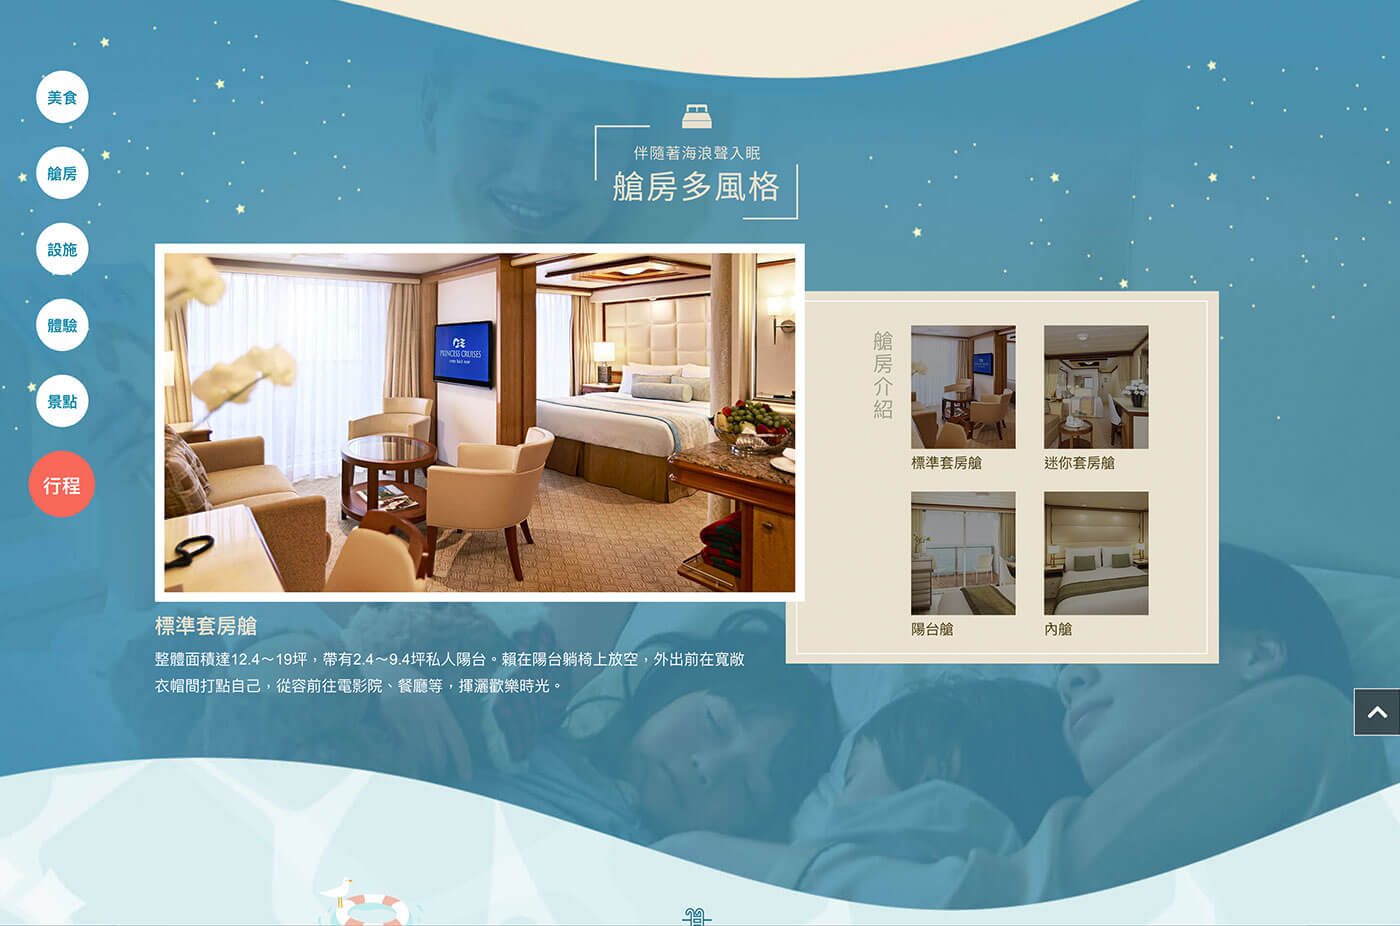 美食
艙房
設施
體驗
景點
行程
伴隨著海浪聲入眠
艙房多風格
PRINCESS CRUISES
come back new
標準套房艙
整體面積達12.4～19坪，帶有2.4～9.4坪私人陽台。賴在陽台躺椅上放空，外出前在寬敞
衣帽間打點自己，從容前往電影院、餐廳等，揮灑歡樂時光。
艙房介紹
標準套房艙
迷你套房艙
陽台艙
內艙